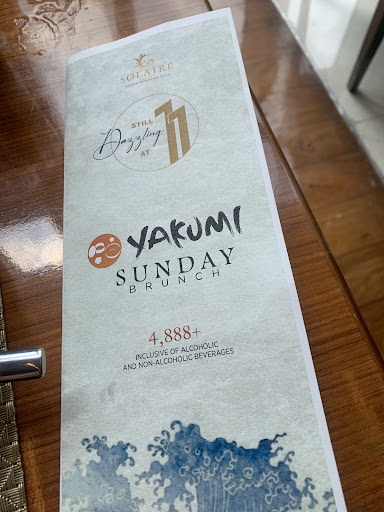 SOLAIRE
STILL
Dazzling
AT 11
YAKUMI
SUNDAY
BRUNCH
4,888+
INCLUSIVE OF ALCOHOLIC
AND NON-ALCOHOLIC BEVERAGES